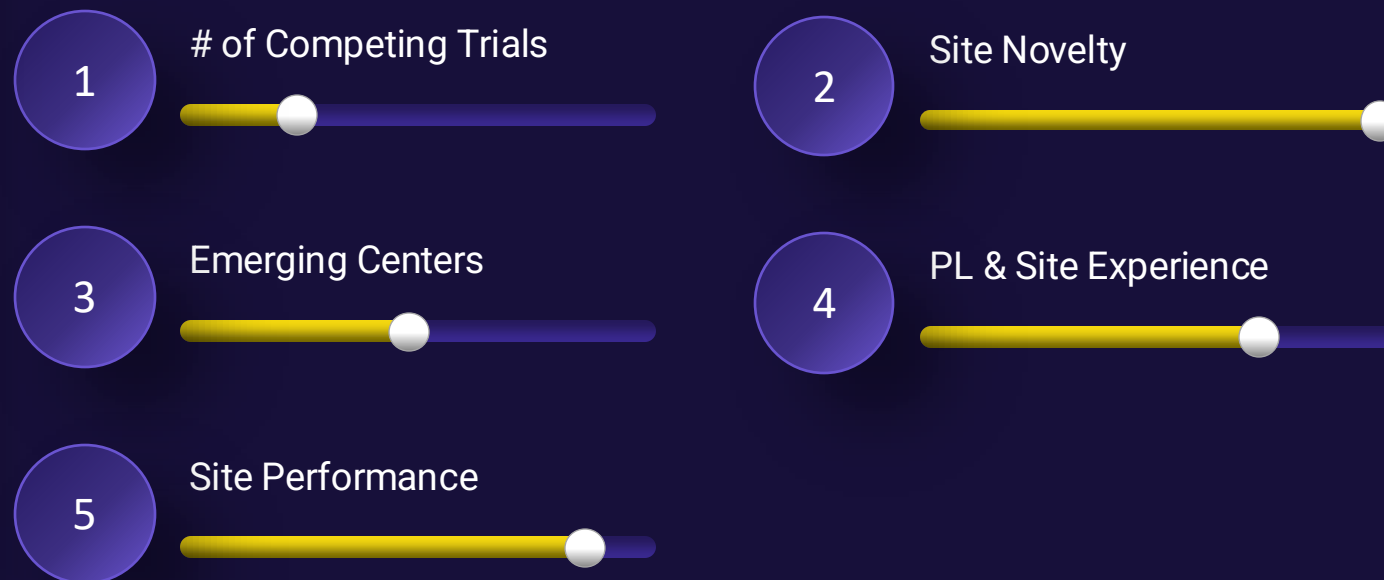 1
# of Competing Trials
2
Site Novelty
3
Emerging Centers
4
PL & Site Experience
5
Site Performance